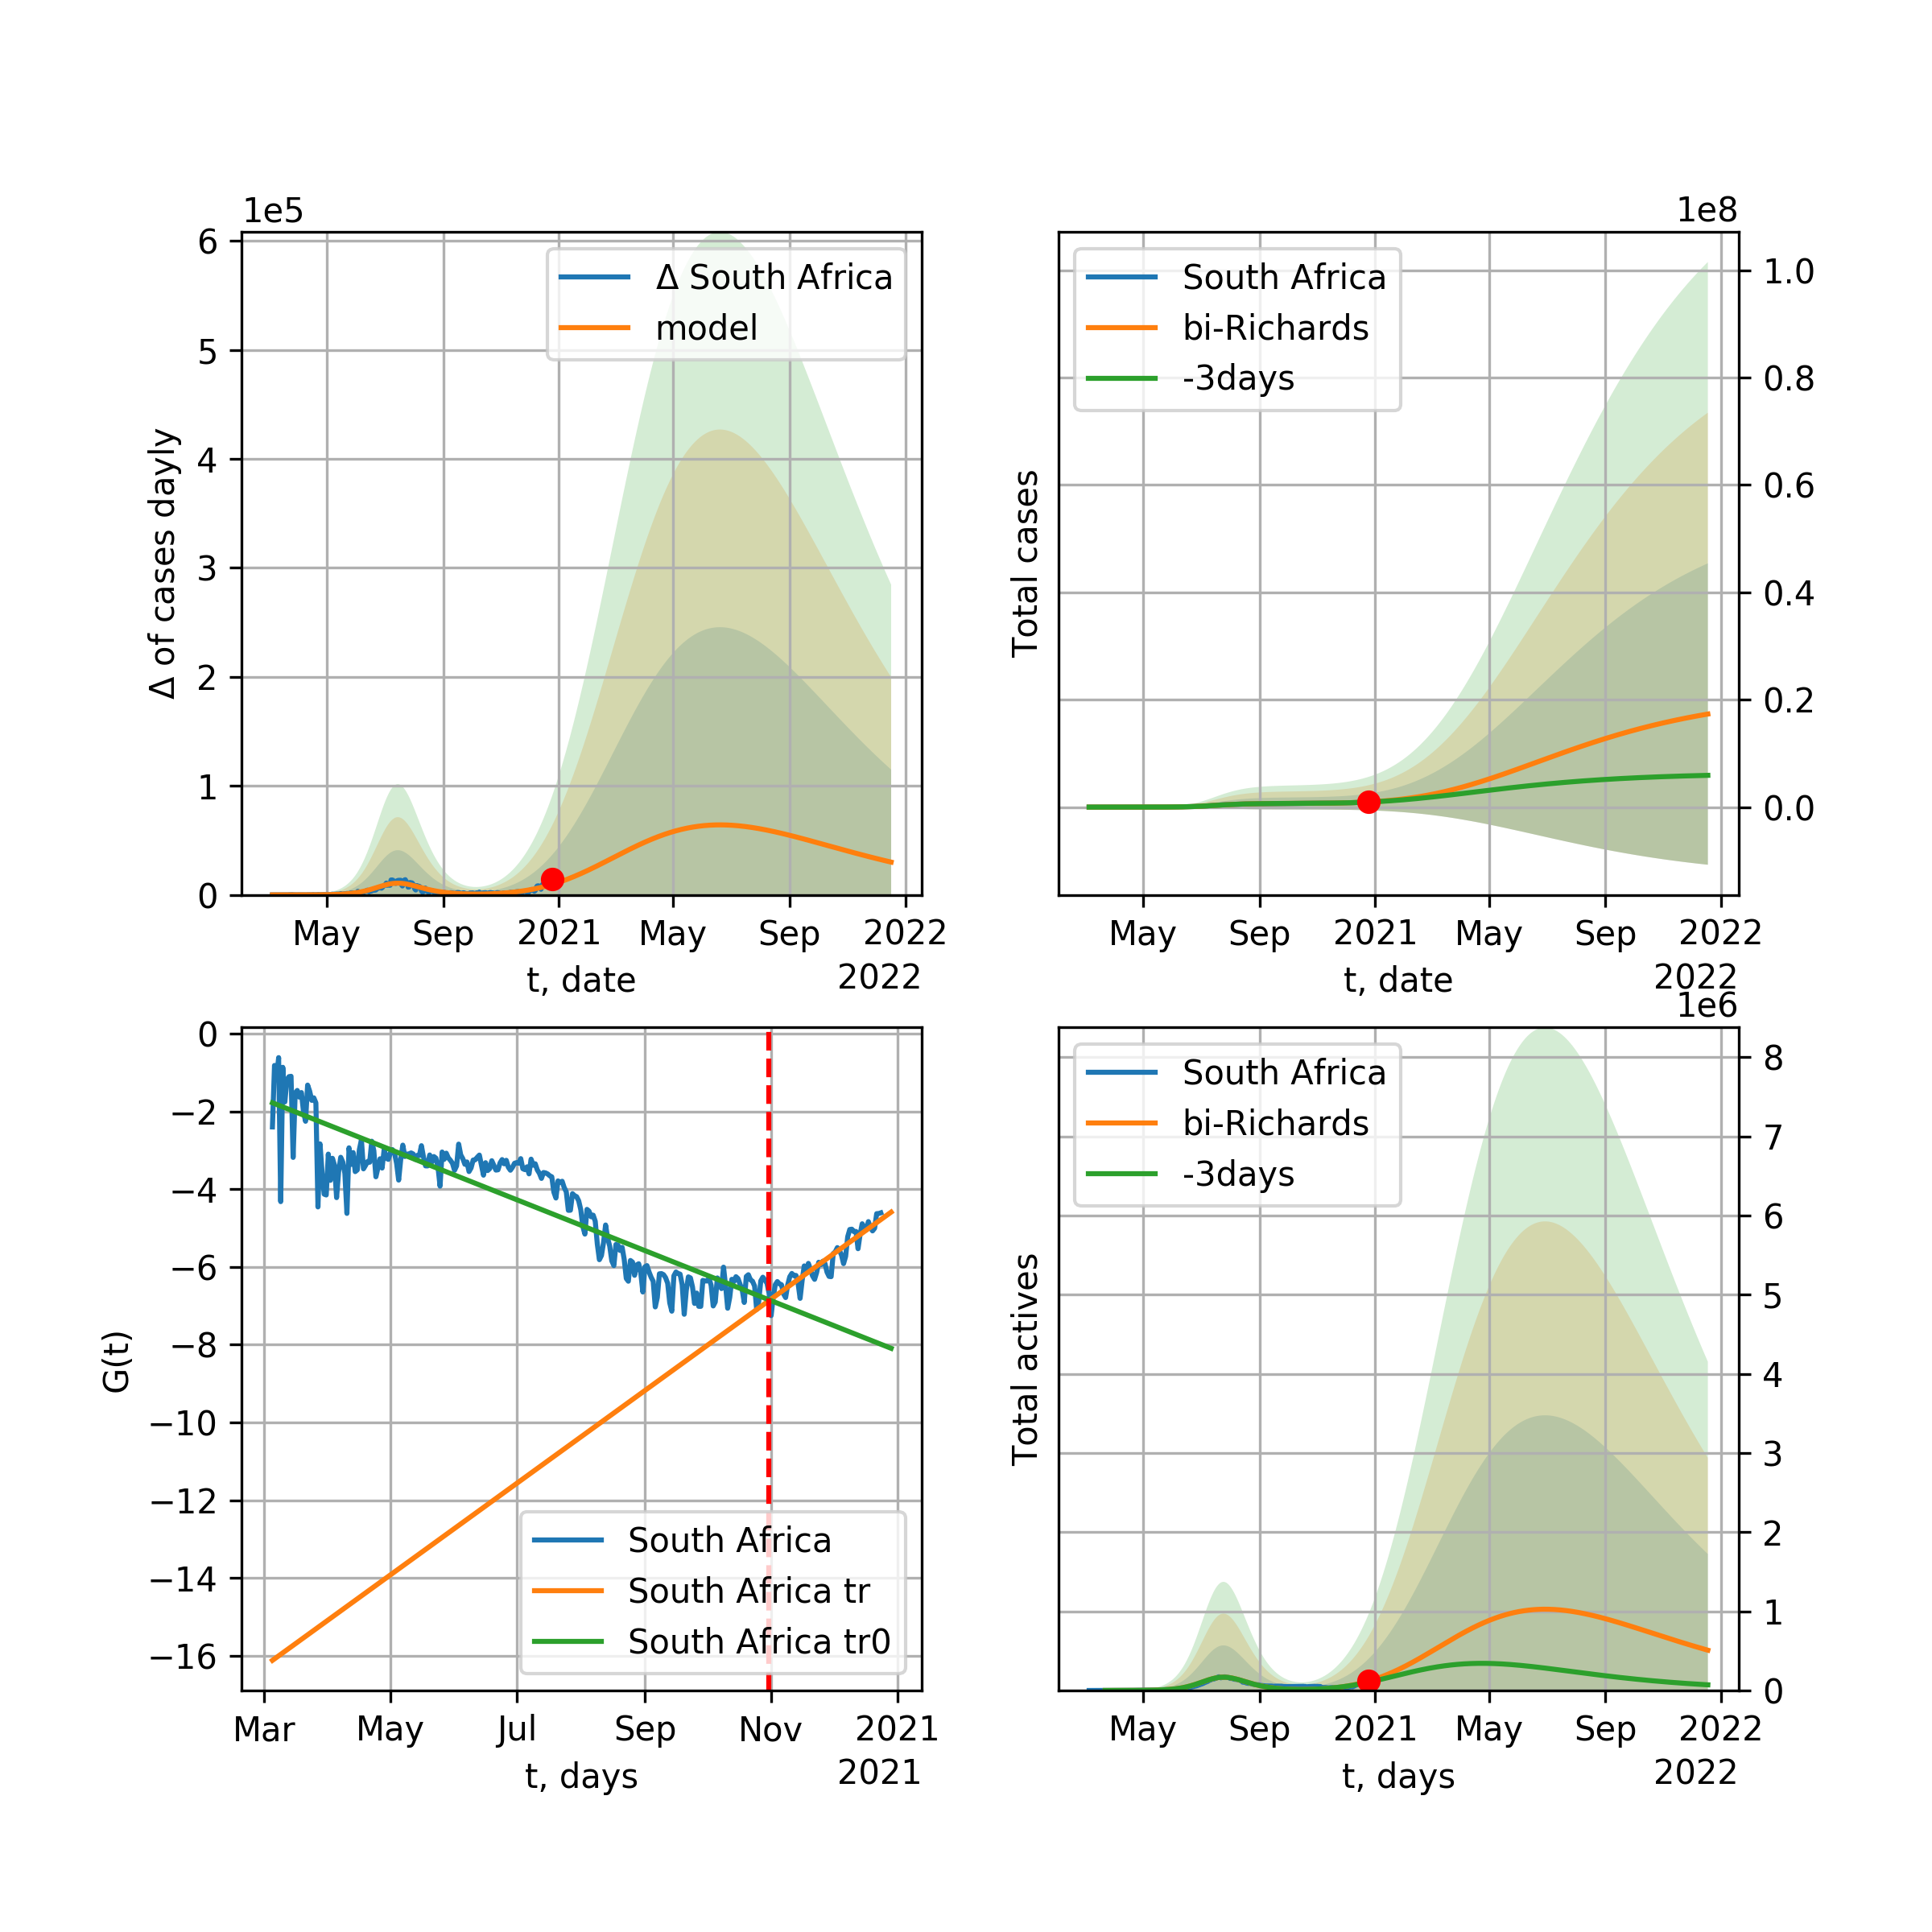 1e5
6
5
4
3
2
1
0
Δ of cases dayly
Δ South Africa
model
May Sep 2021 May Sep 2022
t, date
2022
1e8
1.0
0.8
0.6
0.4
0.2
0.0
Total cases
South Africa
bi-Richards
-3days
May Sep 2021 May Sep 2022
t, date
2022
0
−2
−4
−6
−8
−10
−12
−14
−16
G(t)
South Africa
South Africa tr
South Africa tr0
Mar May Jul Sep Nov 2021
t, days
2021
1e6
8
7
6
5
4
3
2
1
0
Total actives
South Africa
bi-Richards
-3days
May Sep 2021 May Sep 2022
t, days
2022